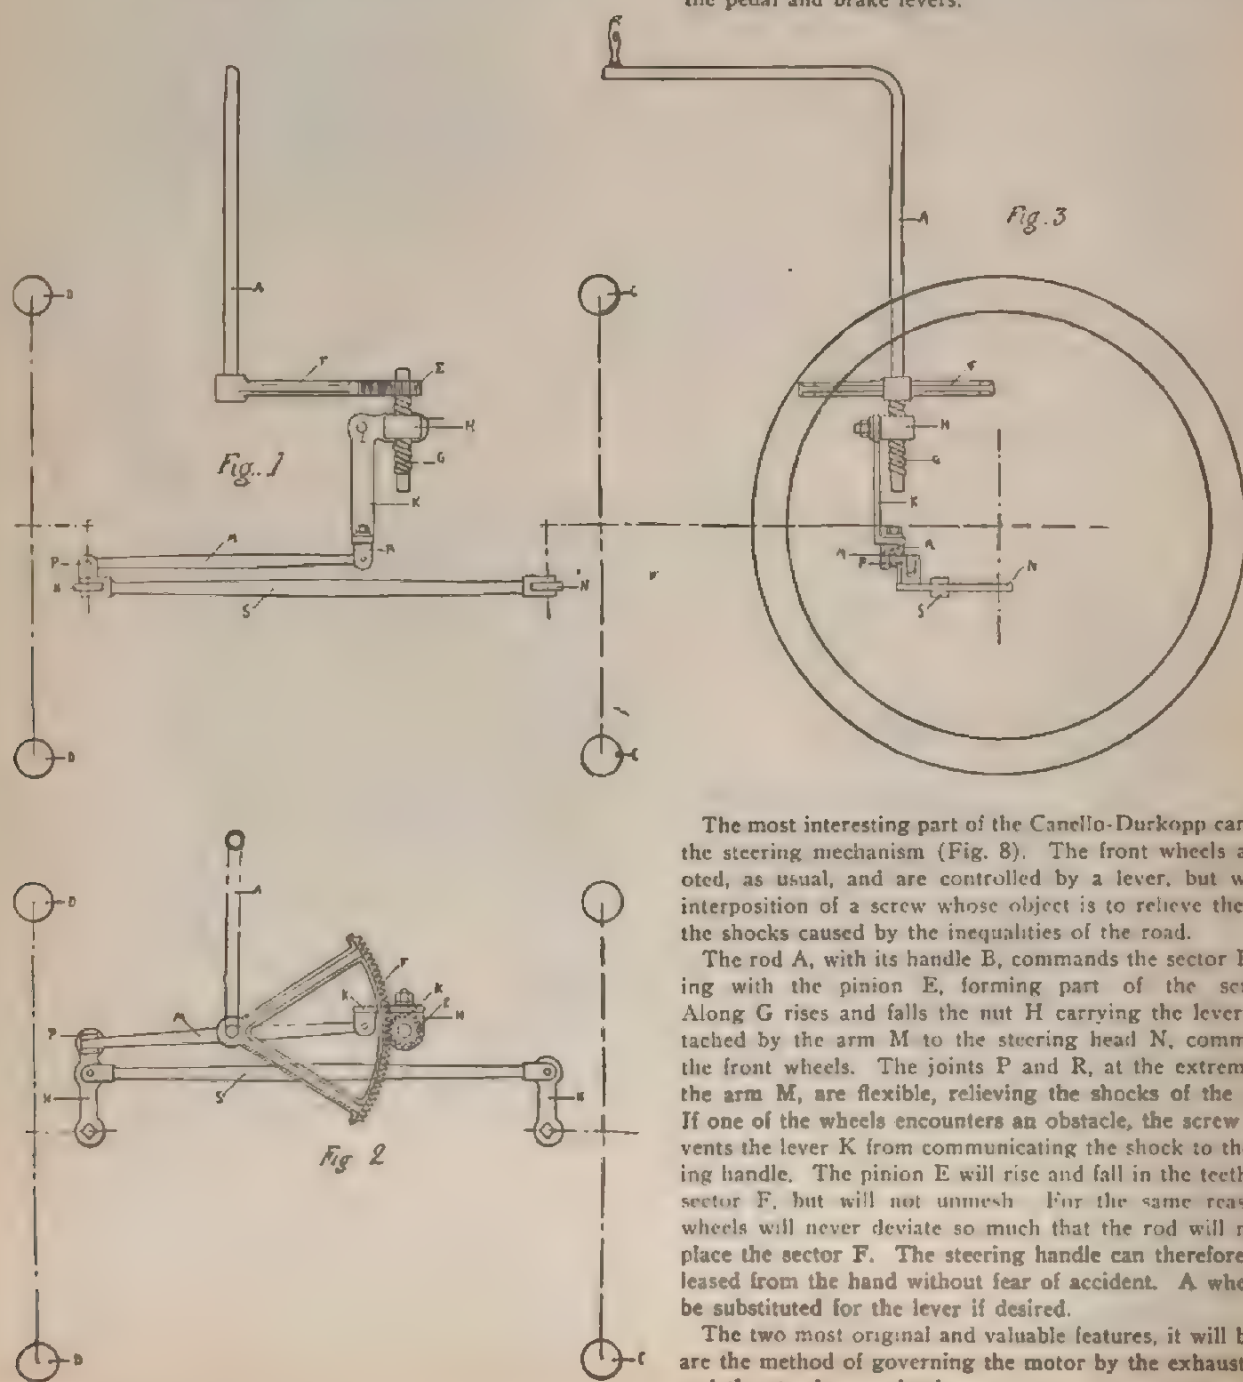 the pedal and brake levers.
A
Fig. 3
A
D
C
F
E
F
H
H
Fig. 1
G
G
K
K
M
R
P
M
R
P
N
N
S
S
D
C
The most interesting part of the Canello-Durkopp car
the steering mechanism (Fig. 8). The front wheels a
oted, as usual, and are controlled by a lever, but w
interposition of a screw whose object is to relieve the
the shocks caused by the inequalities of the road.
The rod A, with its handle B, commands the sector
ing with the pinion E, forming part of the
Along G rises and falls the nut H carrying the lever
tached by the arm M to the steering head N, comm
the front wheels. The joints P and R, at the extrem
the arm M, are flexible, relieving the shocks of the
If one of the wheels encounters an obstacle, the screw
vents the lever K from communicating the shock to th
ing handle. The pinion E will rise and fall in the teeth
sector F, but will not unmesh For the same reas
wheels will never deviate so much that the rod will
place the sector F. The steering handle can therefore
leased from the hand without fear of accident. A whe
be substituted for the lever if desired.
The two most original and valuable features, it will b
are the method of governing the motor by the exhaust
D
A
F
K
K
E
H
P
M
S
Fig 2
D
C